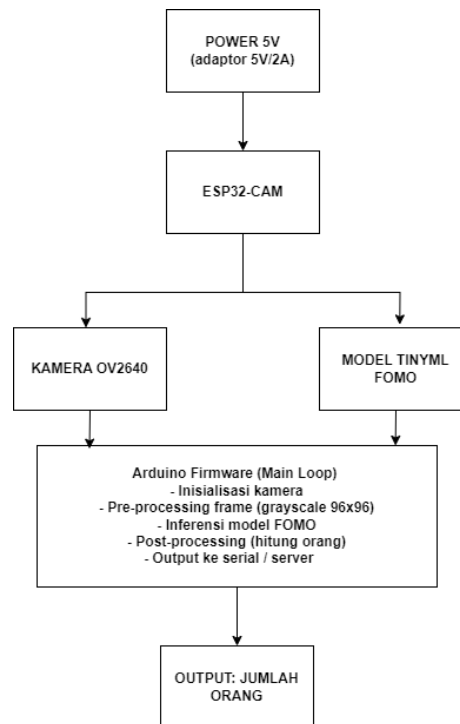 POWER 5V
(adaptor 5V/2A)
ESP32-CAM
KAMERA OV2640
MODEL TINYML
FOMO
Arduino Firmware (Main Loop)
- Inisialisasi kamera
- Pre-processing frame (grayscale 96x96)
- Inferensi model FOMO
- Post-processing (hitung orang)
- Output ke serial / server
OUTPUT: JUMLAH
ORANG